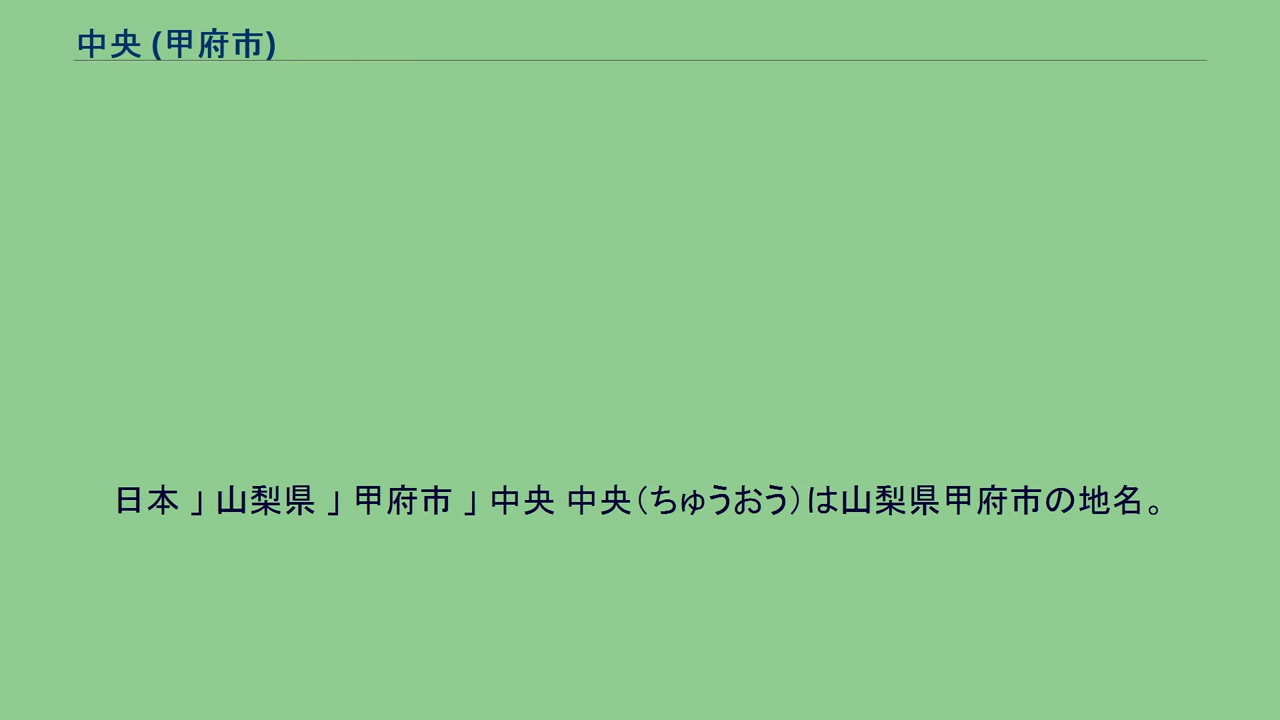 中央 (甲府市)
日本 」 山梨県 」 甲府市 」 中央 中央（ちゅうおう）は山梨県甲府市の地名。